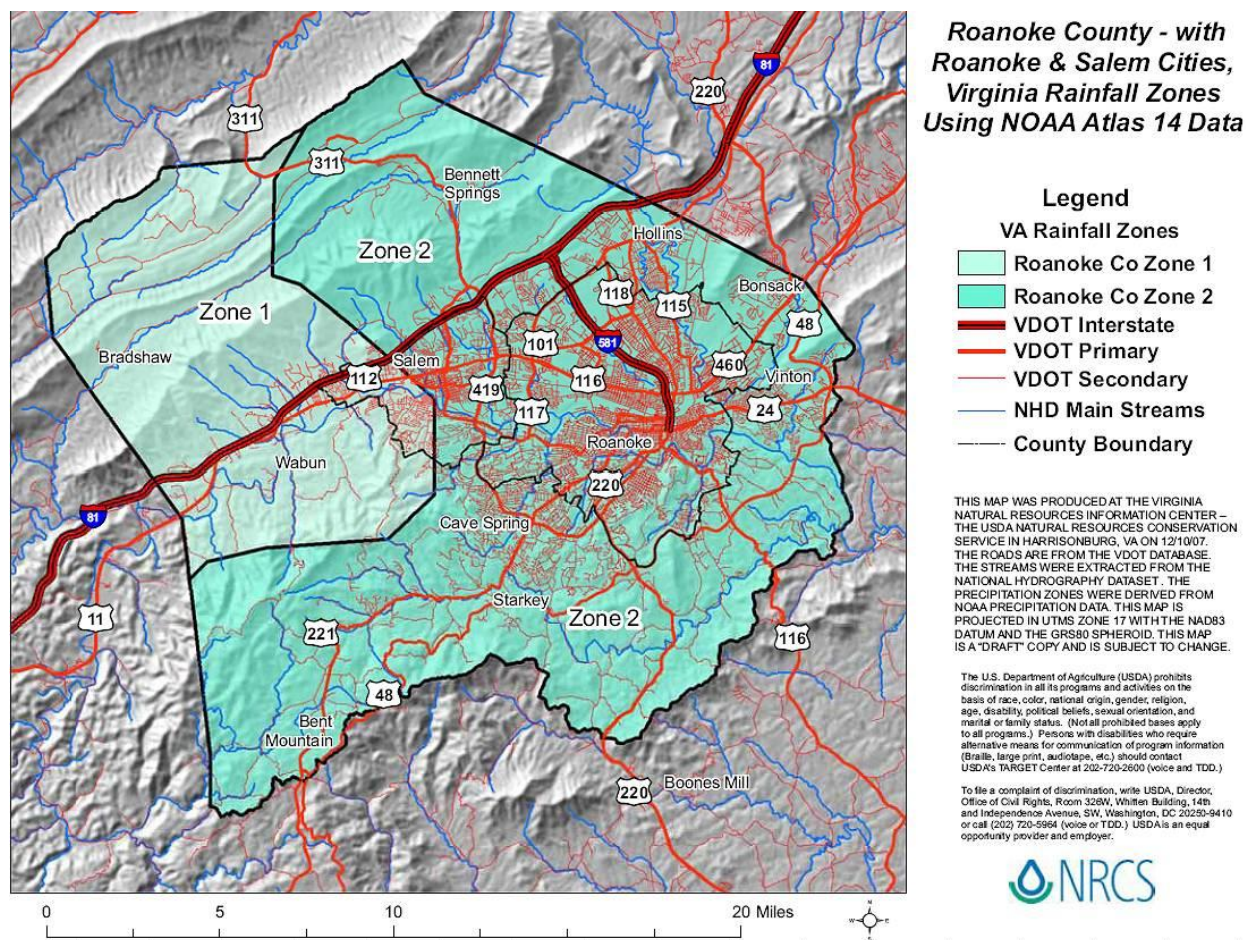 Roanoke County - with
Roanoke & Salem Cities,
Virginia Rainfall Zones
Using NOAA Atlas 14 Data
Legend
VA Rainfall Zones
Roanoke Co Zone 1
Roanoke Co Zone 2
VDOT Interstate
VDOT Primary
VDOT Secondary
NHD Main Streams
County Boundary
THIS MAP WAS PRODUCED AT THE VIRGINIA
NATURAL RESOURCES INFORMATION CENTER –
THE USDA NATURAL RESOURCES CONSERVATION
SERVICE IN HARRISONBURG, VA ON 12/10/07.
THE ROADS ARE FROM THE VDOT DATABASE.
THE STREAMS WERE EXTRACTED FROM THE
NATIONAL HYDROGRAPHY DATASET. THE
PRECIPITATION ZONES WERE DERIVED FROM
NOAA PRECIPITATION DATA. THIS MAP IS
PROJECTED IN UTMS ZONE 17 WITH THE NAD83
DATUM AND THE GRS80 SPHEROID. THIS MAP
IS A "DRAFT" COPY AND IS SUBJECT TO CHANGE.
The U.S. Department of Agriculture (USDA) prohibits
discrimination in all its programs and activities on the
basis of race, color, national origin, gender, religion,
age, disability, political beliefs, sexual orientation, and
marital or family status. (Not all prohibited bases apply
to all programs.) Persons with disabilities who require
alternative means for communication of program information
(Braille, large print, audiotape, etc.) should contact
USDA's TARGET Center at 202-720-2600 (voice and TDD.)
To file a complaint of discrimination, write USDA, Director,
Office of Civil Rights, Room 326W, Whitten Building, 14th
and Independence Avenue, SW, Washington, DC 20250-9410
or call (202) 720-5964 (voice or TDD.) USDA is an equal
opportunity provider and employer.
NRCS
81
220
311
311
Bennett
Springs
Hollins
Zone 2
118
115
Bonsack
Zone 1
48
101
581
Bradshaw
Salem
460
112
419
116
Vinton
117
24
Roanoke
Wabun
220
81
Cave Spring
Starkey
Zone 2
11
221
116
48
Bent
Mountain
220
Boones Mill
0
5
10
20 Miles
N
W
E
S